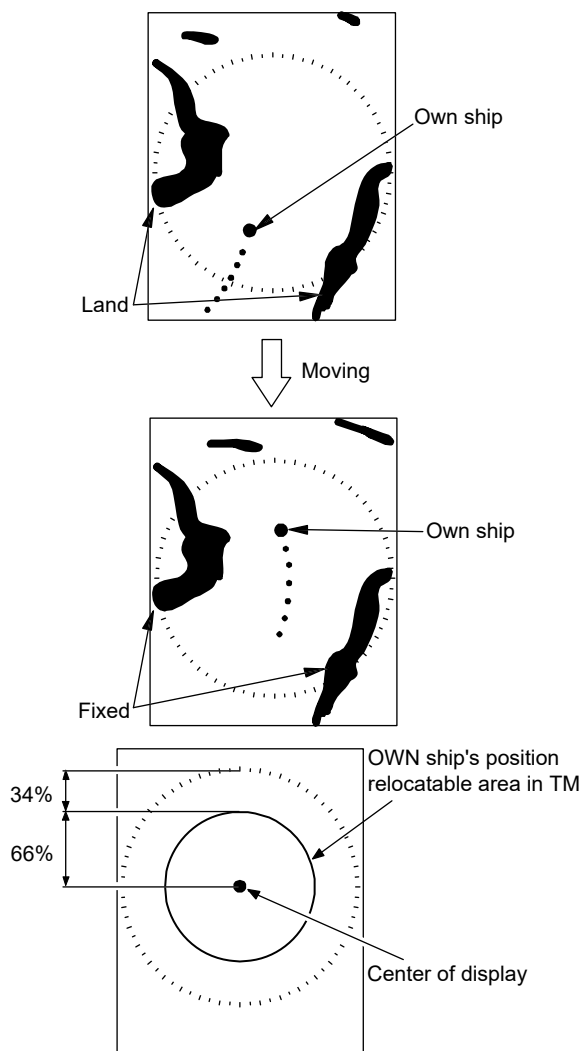 Own ship
Land
Moving
Own ship
Fixed
OWN ship's position
relocatable area in TM
34%
66%
Center of display